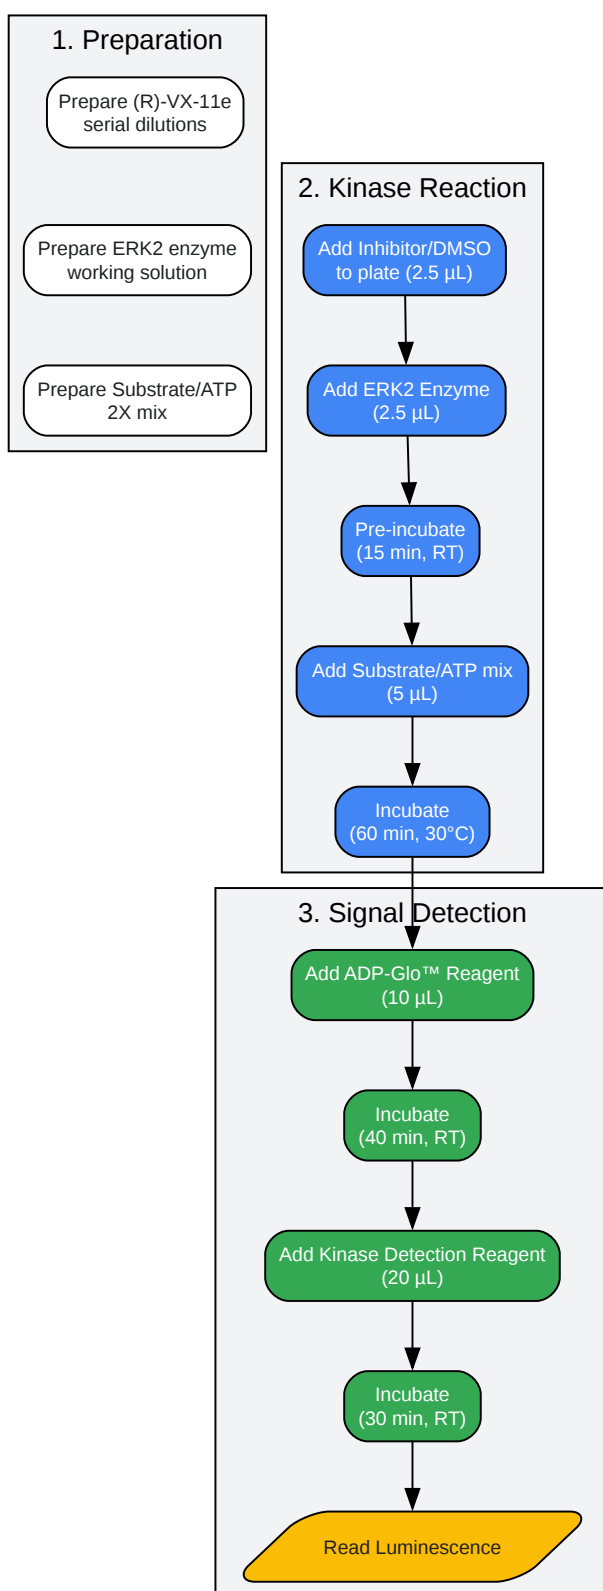 1. Preparation
Prepare (R)-VX-11e
serial dilutions
Prepare ERK2 enzyme
working solution
Prepare Substrate/ATP
2X mix
2. Kinase Reaction
Add Inhibitor/DMSO
to plate (2.5 µL)
Add ERK2 Enzyme
(2.5 µL)
Pre-incubate
(15 min, RT)
Add Substrate/ATP mix
(5 µL)
Incubate
(60 min, 30°C)
3. Signal Detection
Add ADP-Glo™ Reagent
(10 µL)
Incubate
(40 min, RT)
Add Kinase Detection Reagent
(20 µL)
Incubate
(30 min, RT)
Read Luminescence